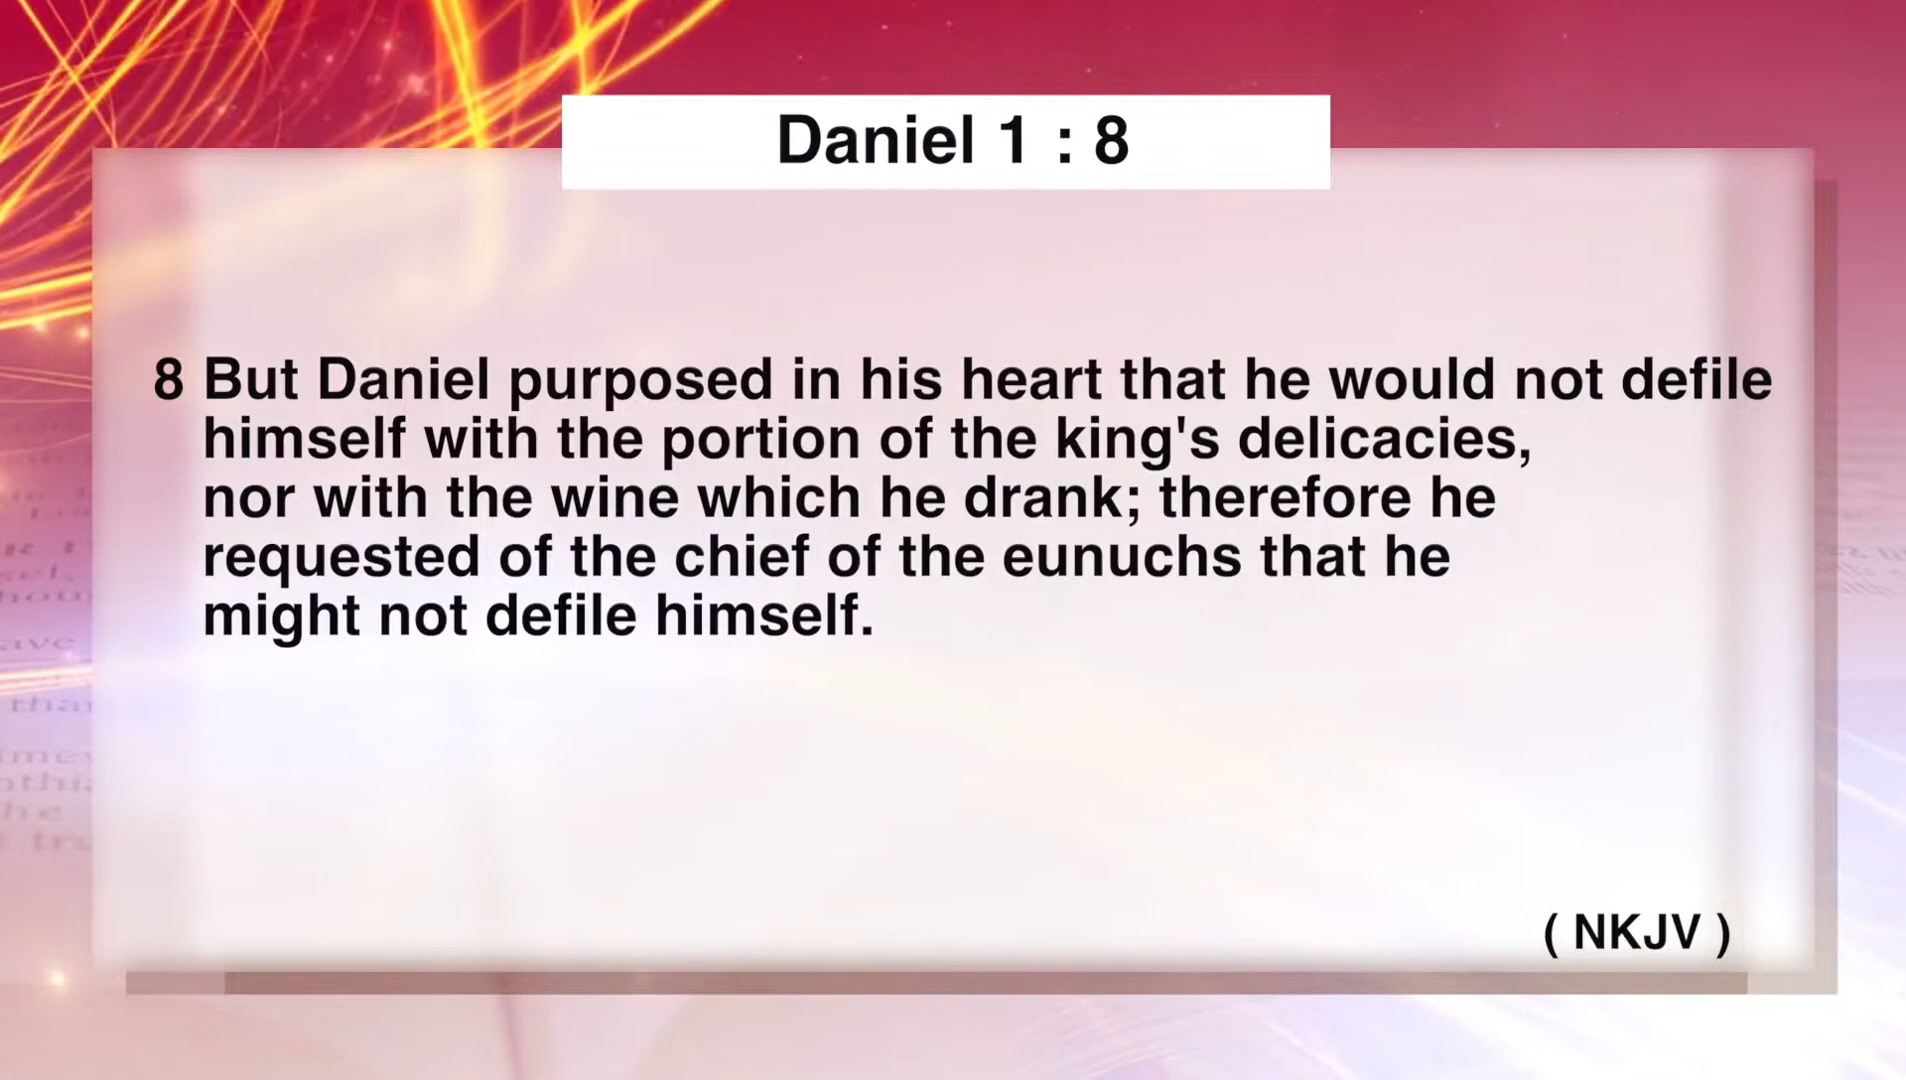 Daniel 1 : 8
8 But Daniel purposed in his heart that he would not defile
himself with the portion of the king's delicacies,
nor with the wine which he drank; therefore he
requested of the chief of the eunuchs that he
might not defile himself.
( NKJV )